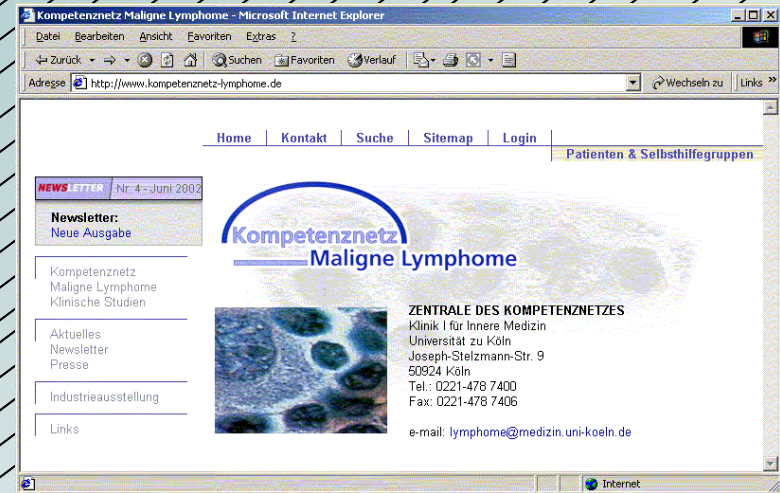 Kompetenznetz Maligne Lymphome - Microsoft Internet Explorer
Datei Bearbeiten Ansicht Favoriten Extras ?
Zurück Suchen Favoriten Verlauf
Adresse http://www.kompetenznetz-lymphome.de Wechseln zu Links »
Home Kontakt Suche Sitemap Login
Patienten & Selbsthilfegruppen
NEWSLETTER Nr. 4 - Juni 2002
Newsletter:
Neue Ausgabe
Kompetenznetz
Maligne Lymphome
Kompetenznetz
Maligne Lymphome
Klinische Studien
Aktuelles
Newsletter
Presse
Industrieausstellung
Links
ZENTRALE DES KOMPETENZNETZES
Klinik I für Innere Medizin
Universität zu Köln
Joseph-Stelzmann-Str. 9
50924 Köln
Tel.: 0221-478 7400
Fax: 0221-478 7406
e-mail: lymphome@medizin.uni-koeln.de
Internet